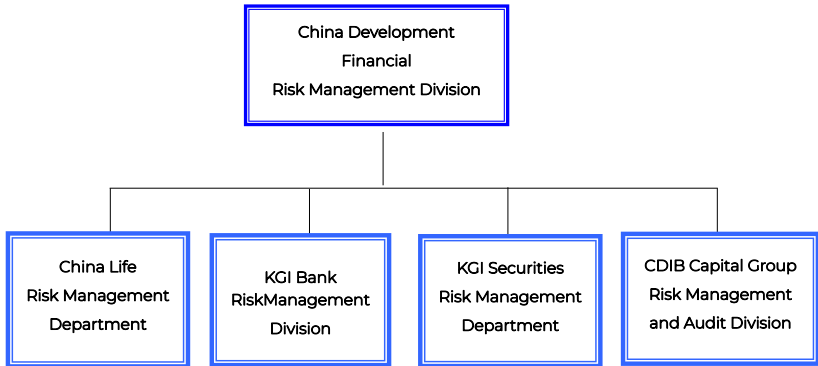 China Development
Financial
Risk Management Division
China Life
Risk Management
Department
KGI Bank
RiskManagement
Division
KGI Securities
Risk Management
Department
CDIB Capital Group
Risk Management
and Audit Division